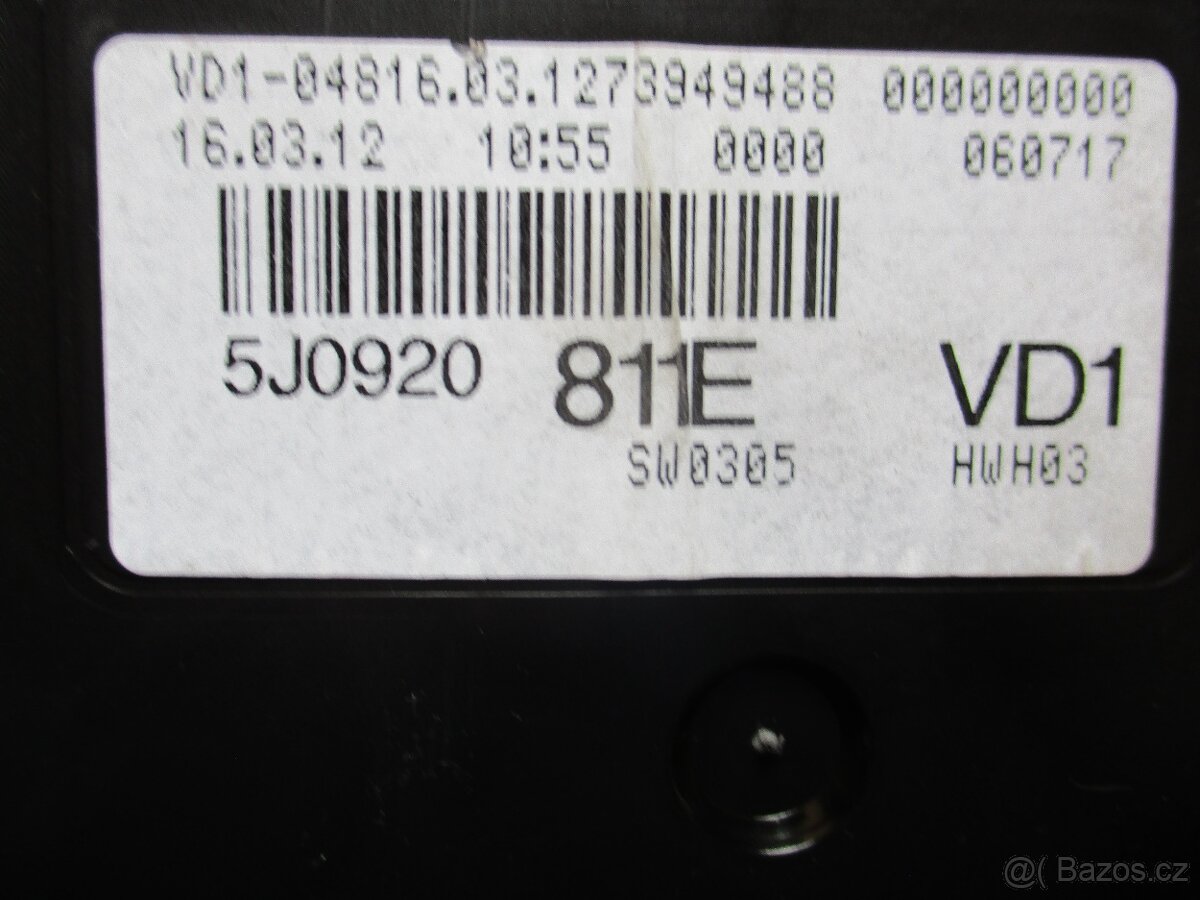 VD1-04816.03.1273949488 000000000
16.03.12 10:55 0000 060717
5J0920 811E VD1
SW0305 HWH03
@( Bazos.cz